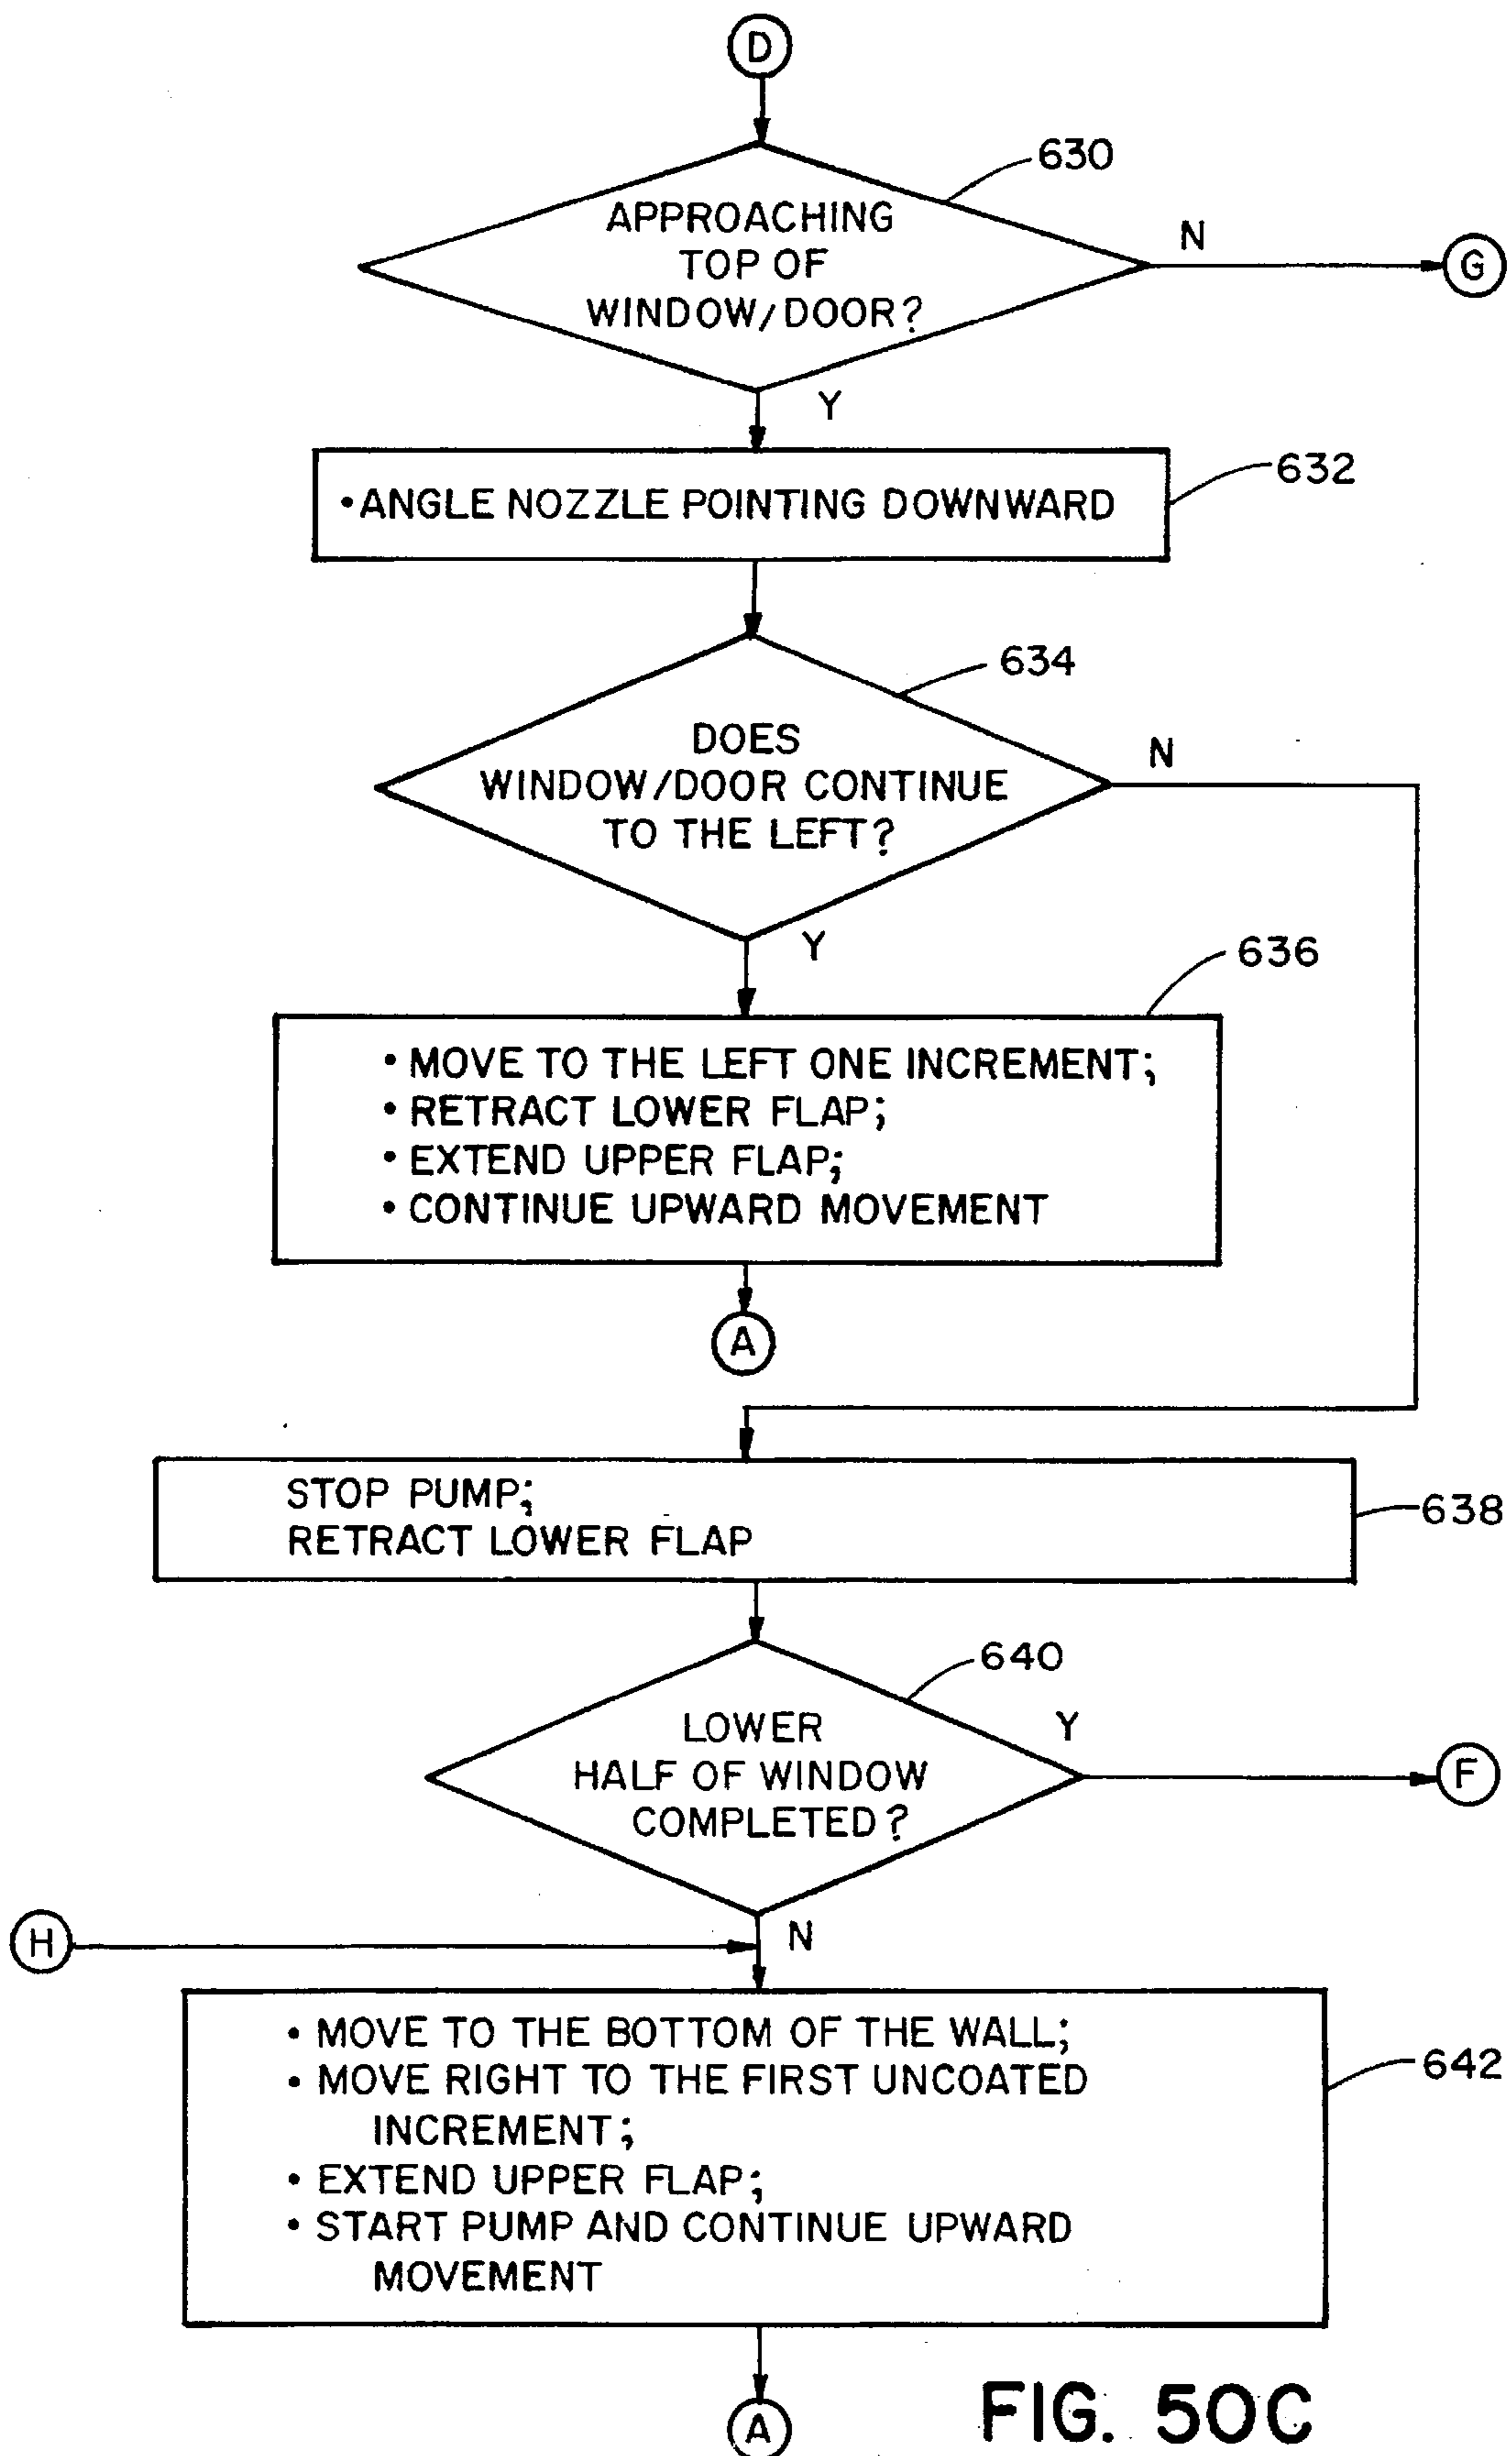 D
630
APPROACHING
TOP OF
WINDOW/DOOR?
N
G
Y
632
• ANGLE NOZZLE POINTING DOWNWARD
634
DOES
WINDOW/DOOR CONTINUE
TO THE LEFT?
N
Y
636
• MOVE TO THE LEFT ONE INCREMENT;
• RETRACT LOWER FLAP;
• EXTEND UPPER FLAP;
• CONTINUE UPWARD MOVEMENT
A
STOP PUMP;
RETRACT LOWER FLAP
638
640
LOWER
HALF OF WINDOW
COMPLETED?
Y
F
H
N
• MOVE TO THE BOTTOM OF THE WALL;
• MOVE RIGHT TO THE FIRST UNCOATED
INCREMENT;
• EXTEND UPPER FLAP;
• START PUMP AND CONTINUE UPWARD
MOVEMENT
642
A
FIG. 50C